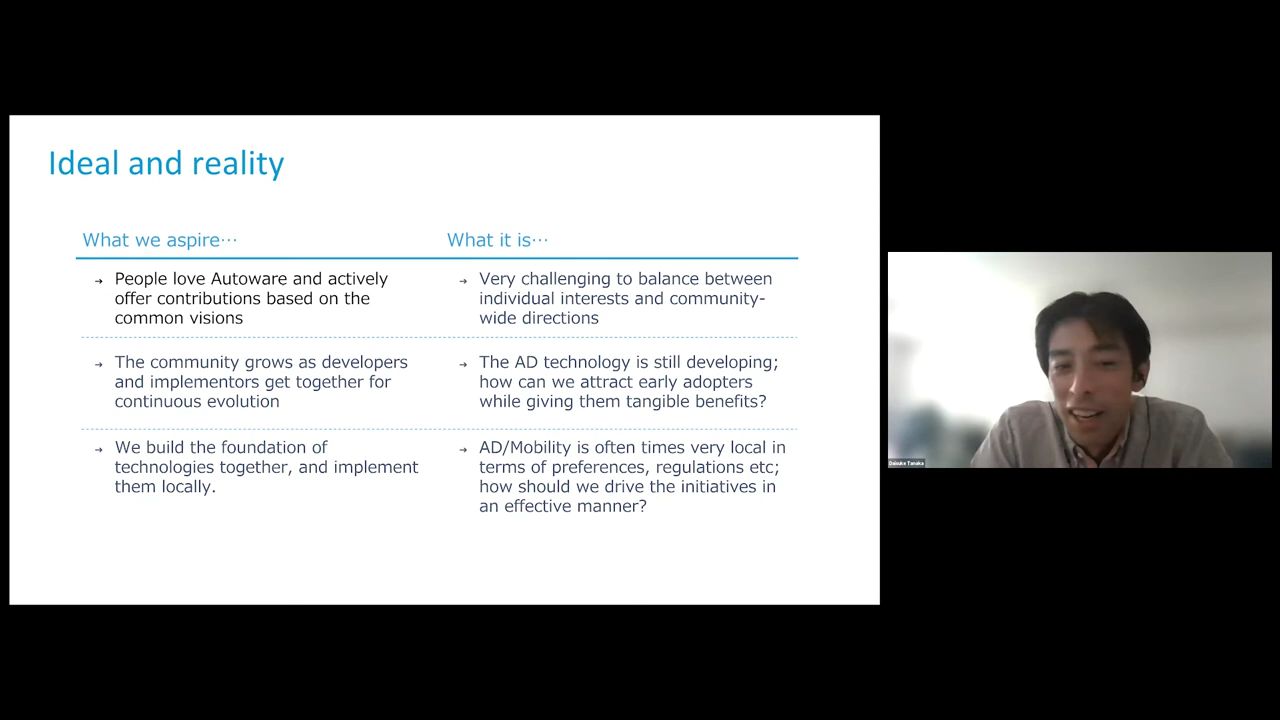 Ideal and reality
What we aspire⋯
What it is⋯
→ People love Autoware and actively
offer contributions based on the
common visions
→ Very challenging to balance between
individual interests and community-
wide directions
→ The community grows as developers
and implementors get together for
continuous evolution
→ The AD technology is still developing;
how can we attract early adopters
while giving them tangible benefits?
→ We build the foundation of
technologies together, and implement
them locally.
→ AD/Mobility is often times very local in
terms of preferences, regulations etc;
how should we drive the initiatives in
an effective manner?
Daisuke Tanaka